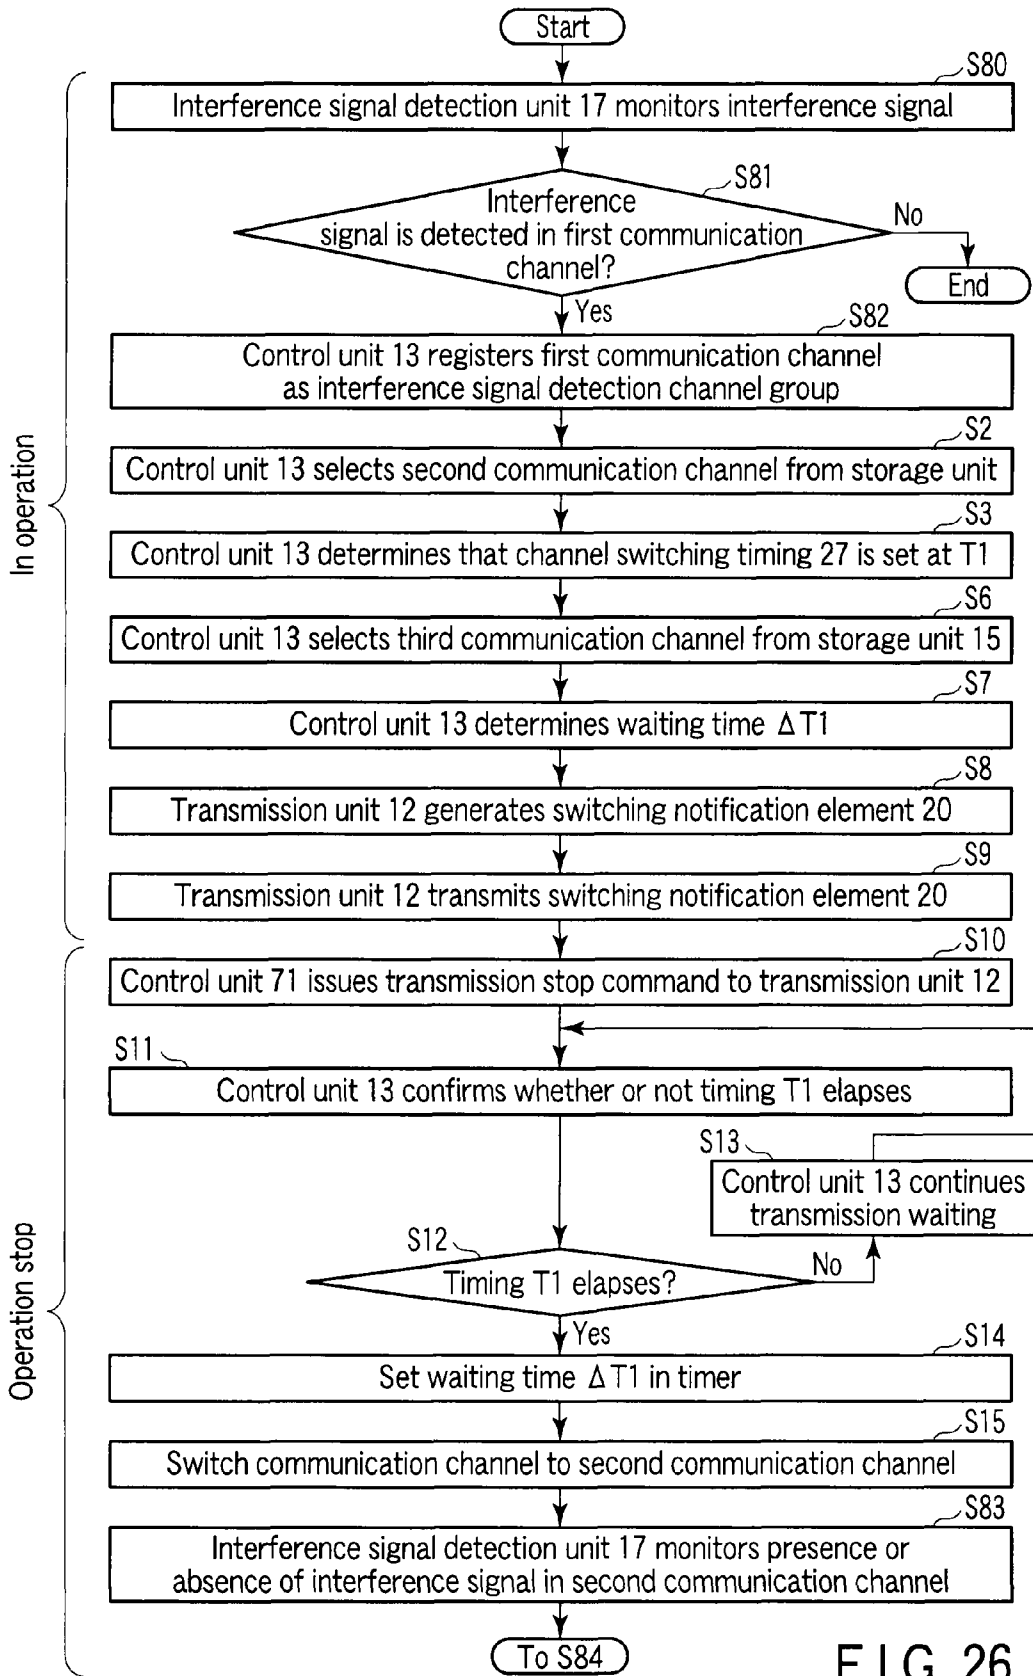 Start
S80
Interference signal detection unit 17 monitors interference signal
S81
Interference
signal is detected in first communication
channel?
No
End
Yes
S82
Control unit 13 registers first communication channel
as interference signal detection channel group
S2
Control unit 13 selects second communication channel from storage unit
S3
Control unit 13 determines that channel switching timing 27 is set at T1
S6
Control unit 13 selects third communication channel from storage unit 15
S7
Control unit 13 determines waiting time ΔT1
S8
Transmission unit 12 generates switching notification element 20
S9
Transmission unit 12 transmits switching notification element 20
In operation
S10
Control unit 71 issues transmission stop command to transmission unit 12
S11
Control unit 13 confirms whether or not timing T1 elapses
S13
Control unit 13 continues
transmission waiting
S12
Timing T1 elapses?
No
Yes
S14
Set waiting time ΔT1 in timer
S15
Switch communication channel to second communication channel
S83
Interference signal detection unit 17 monitors presence or
absence of interference signal in second communication channel
Operation stop
To S84
FIG. 26